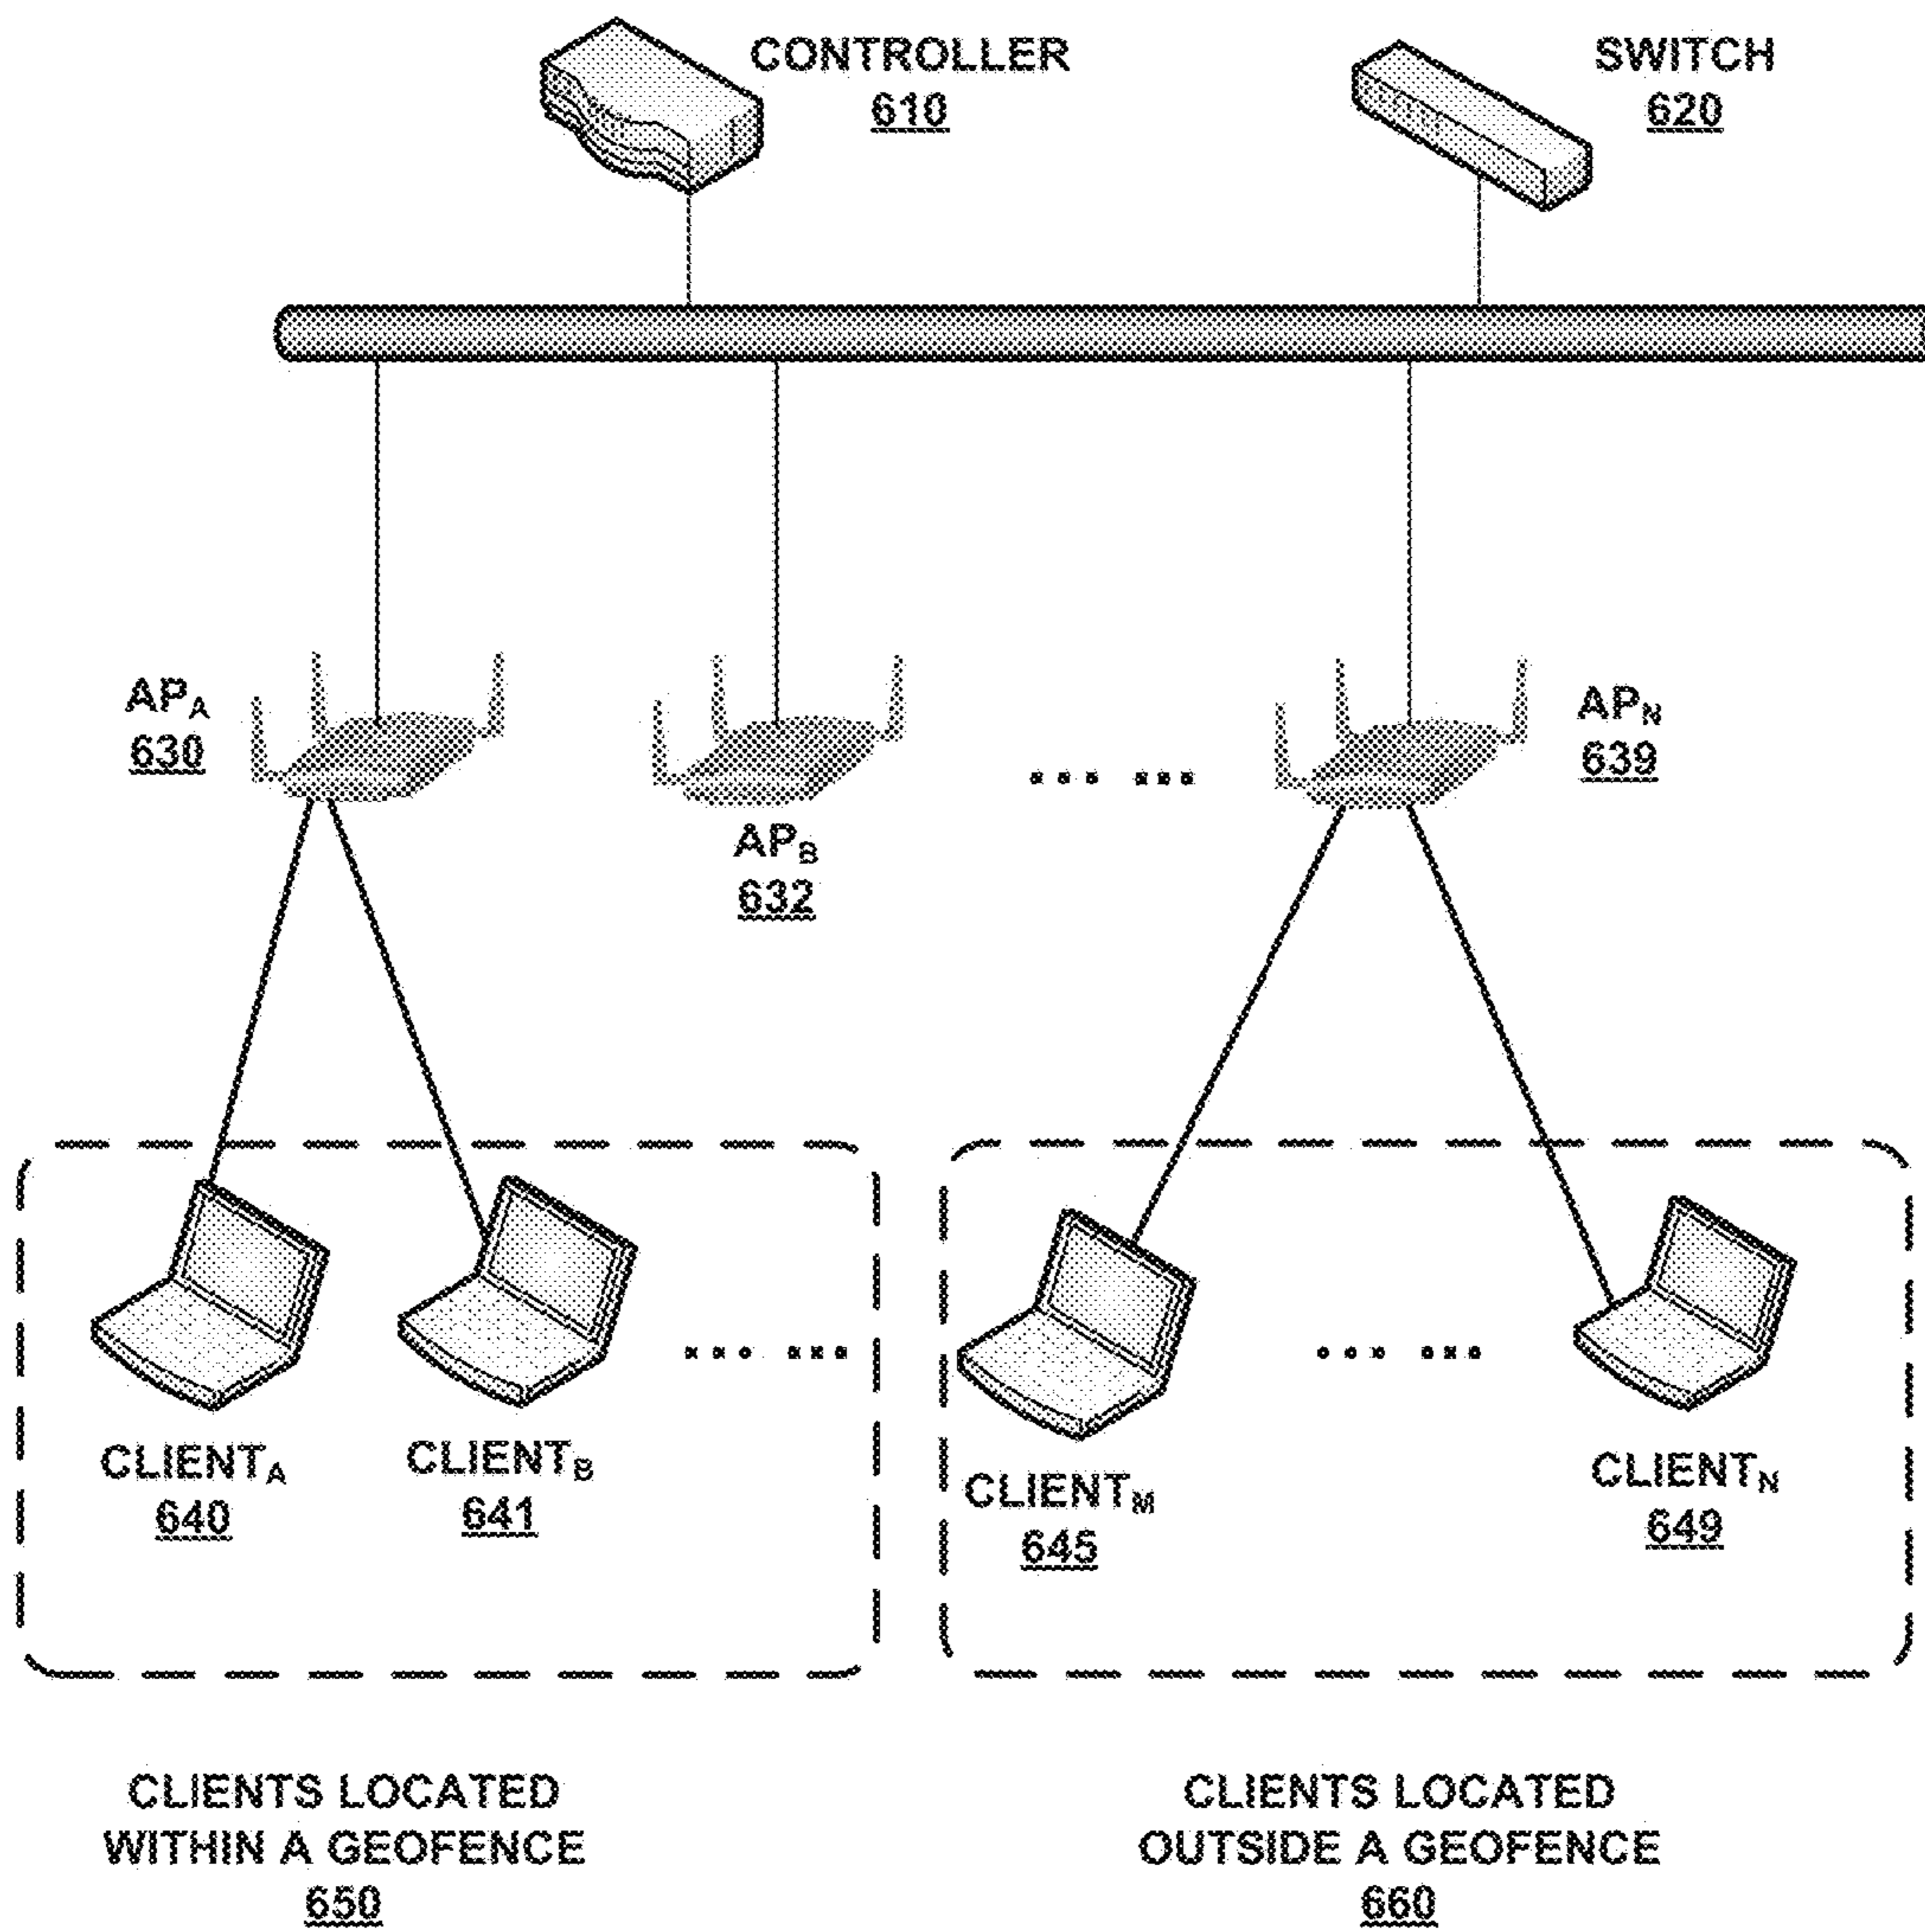 CONTROLLER
610
SWITCH
620
APA
630
APB
632
APN
639
CLIENTA
640
CLIENTB
641
CLIENTM
645
CLIENTN
649
CLIENTS LOCATED
WITHIN A GEOFENCE
650
CLIENTS LOCATED
OUTSIDE A GEOFENCE
660